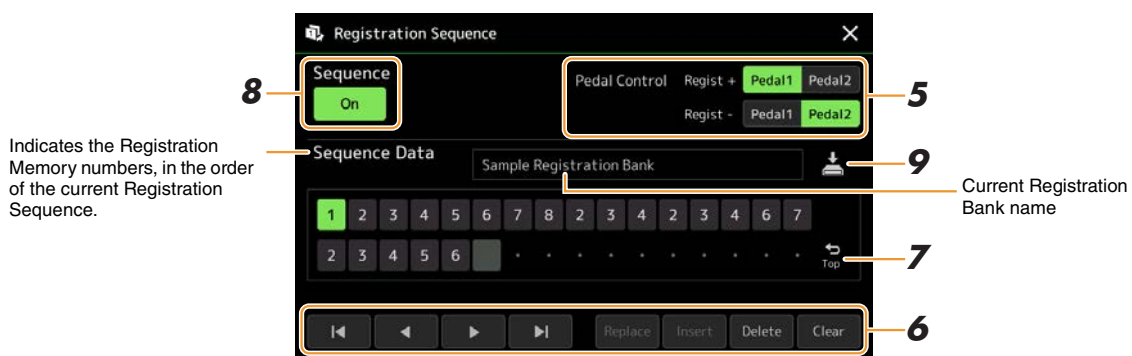 Registration Sequence
8
Sequence
On
Pedal Control Regist + Pedal1 Pedal2
Regist - Pedal1 Pedal2
5
Indicates the Registration
Memory numbers, in the order
of the current Registration
Sequence.
Sequence Data
Sample Registration Bank
9
Current Registration
Bank name
1 2 3 4 5 6 7 8 2 3 4 2 3 4 6 7
2 3 4 5 6
Top
7
Replace Insert Delete Clear
6